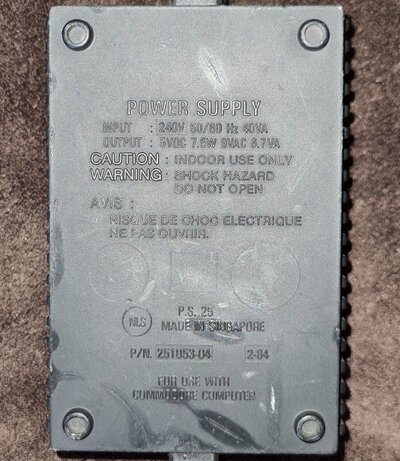 POWER SUPPLY
INPUT : 240V 50/60 Hz 40VA
OUTPUT : 5VDC 7.5W 9VAC 6.7VA
CAUTION : INDOOR USE ONLY
WARNING : SHOCK HAZARD
DO NOT OPEN
AVIS :
RISQUE DE CHOC ELECTRIQUE
NE PAS OUVRIR.
P.S. 25
NLS
MADE IN SINGAPORE
P/N. 251053-04 2-84
FOR USE WITH
COMMODORE COMPUTER